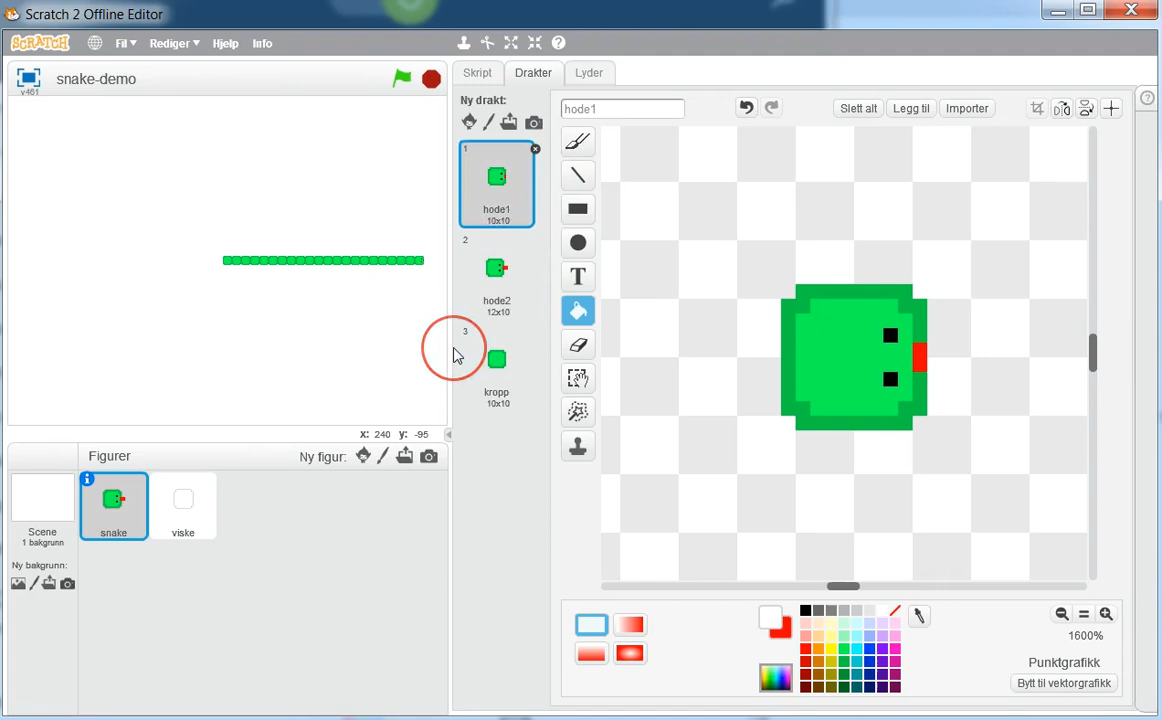 Scratch 2 Offline Editor
SCRATCH Fil Rediger Hjelp Info
snake-demo
v461
Skript Drakter Lyder
Ny drakt:
hode1
Slett alt Legg til Importer
1
hode1
10x10
2
hode2
12x10
3
kropp
10x10
T
x: 240 y: -95
Figurer Ny figur:
Scene
1 bakgrunn
Ny bakgrunn:
snake
viske
1600%
Punktgrafikk
Bytt til vektorgrafikk